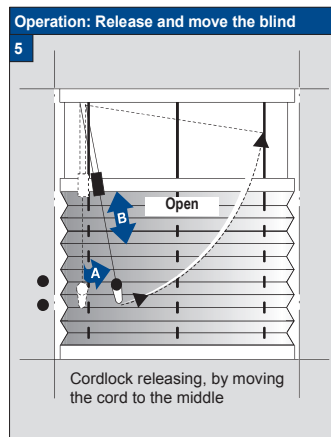 Operation: Release and move the blind
5
Open
B
A
Cordlock releasing, by moving
the cord to the middle